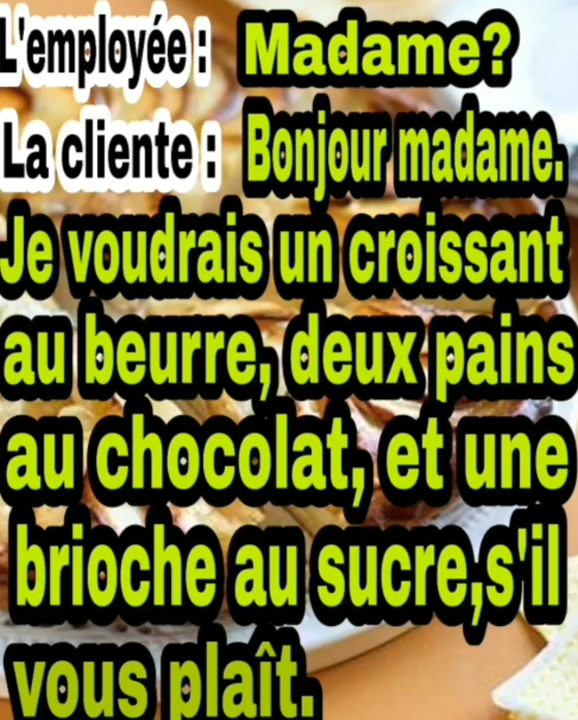 L'employée : Madame?
La cliente : Bonjour madame.
Je voudrais un croissant
au beurre, deux pains
au chocolat, et une
brioche au sucre,s'il
vous plaît.